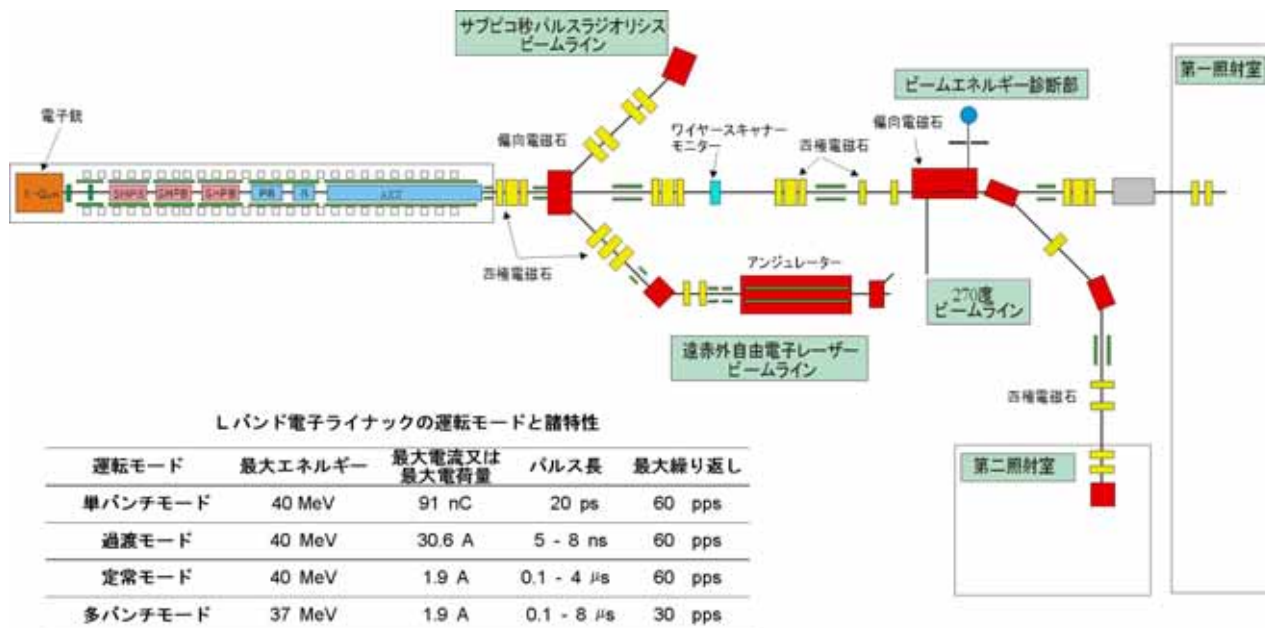 サブピコ秒パルスラジオリシス
ビームライン
第一照射室
ビームエネルギー診断部
電子銃
偏向電磁石
ワイヤースキャナー
モニター
四極電磁石
偏向電磁石
E-Gun
SHPB
SHPB
SHPB
PB
B
ACC
四極電磁石
アンジュレーター
270度
ビームライン
遠赤外自由電子レーザー
ビームライン
四極電磁石
第二照射室
Lバンド電子ライナックの運転モードと諸特性
運転モード 最大エネルギー 最大電流又は 最大電荷量 パルス長 最大繰り返し
単バンチモード 40 MeV 91 nC 20 ps 60 pps
過渡モード 40 MeV 30.6 A 5 - 8 ns 60 pps
定常モード 40 MeV 1.9 A 0.1 - 4 μs 60 pps
多バンチモード 37 MeV 1.9 A 0.1 - 8 μs 30 pps